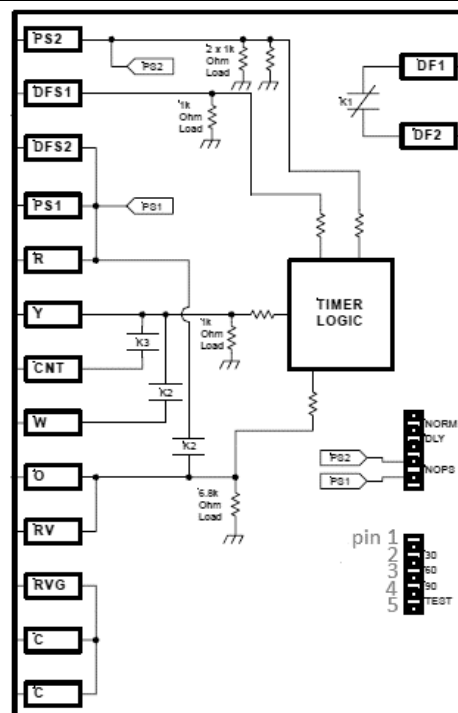 PS2
PS2
2 x 1k
Ohm
Load
DF1
K1
DF2
DFS1
1k
Ohm
Load
DFS2
PS1
PS1
R
Y
TIMER
LOGIC
K3
1k
Ohm
Load
CNT
K2
W
K2
O
6.8k
Ohm
Load
RV
RVG
C
C
NORM
DLY
PS2
NOPS
PS1
pin 1
2 30
3 60
4 90
5 TEST